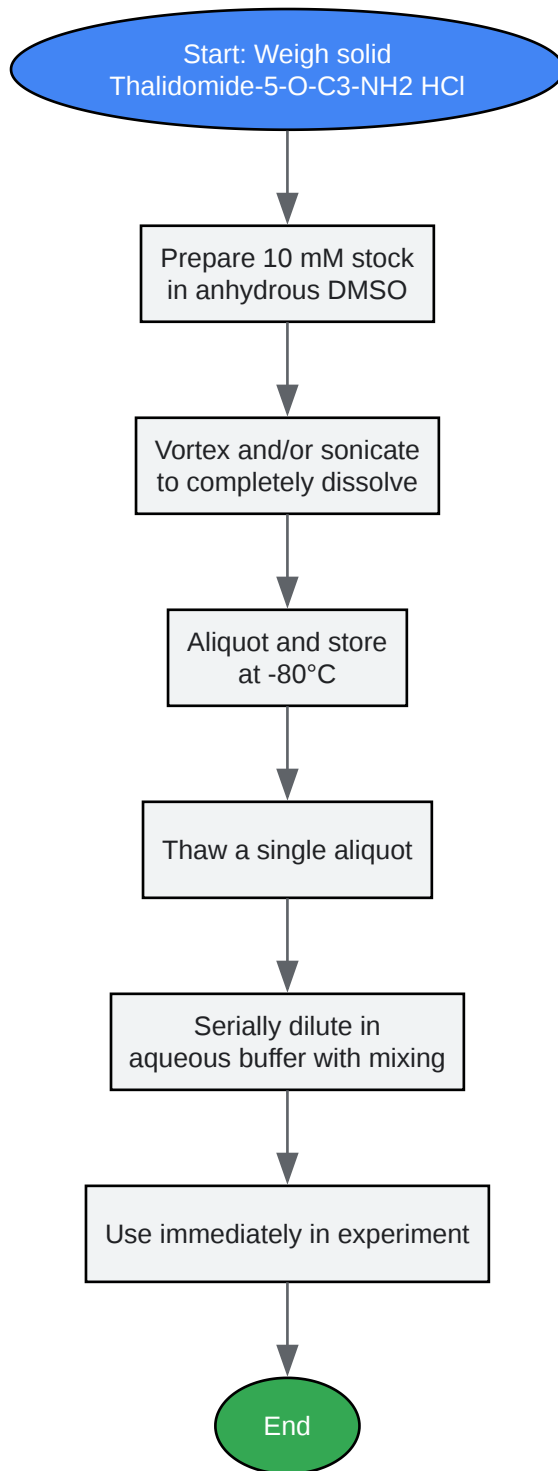 Start: Weigh solid
Thalidomide-5-O-C3-NH2 HCl
Prepare 10 mM stock
in anhydrous DMSO
Vortex and/or sonicate
to completely dissolve
Aliquot and store
at -80°C
Thaw a single aliquot
Serially dilute in
aqueous buffer with mixing
Use immediately in experiment
End